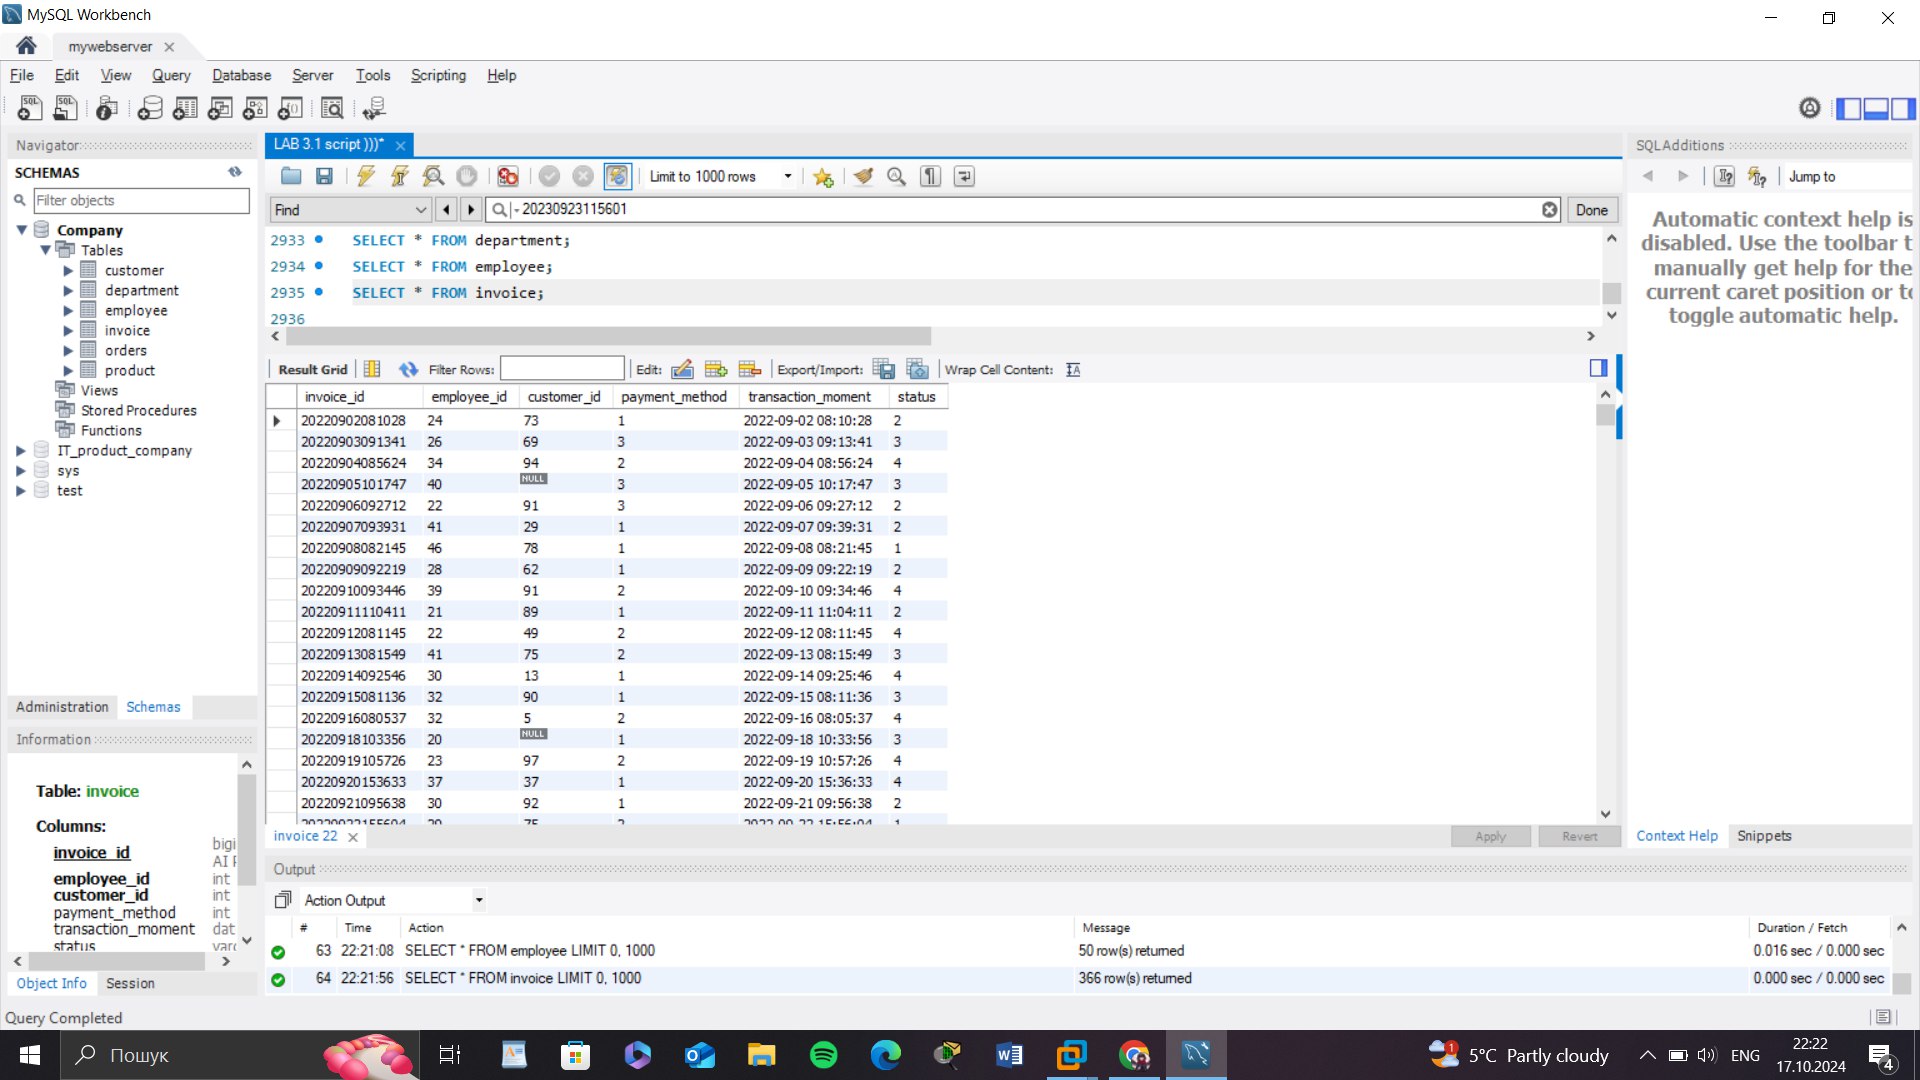 MySQL Workbench
mywebserver
File Edit View Query Database Server Tools Scripting Help
Navigator
SCHEMAS
Filter objects
Company
Tables
customer
department
employee
invoice
orders
product
Views
Stored Procedures
Functions
IT_product_company
sys
test
Administration Schemas
Information
Table: invoice
Columns:
invoice_id bigi
AI P
employee_id int
customer_id int
payment_method int
transaction_moment dat
status varc
Object Info Session
LAB 3.1 script )))*
Limit to 1000 rows
Find 20230923115601 Done
2933 SELECT * FROM department;
2934 SELECT * FROM employee;
2935 SELECT * FROM invoice;
2936
Result Grid Filter Rows: Edit: Export/Import: Wrap Cell Content:
invoice_id employee_id customer_id payment_method transaction_moment status
20220902081028 24 73 1 2022-09-02 08:10:28 2
20220903091341 26 69 3 2022-09-03 09:13:41 3
20220904085624 34 94 2 2022-09-04 08:56:24 4
20220905101747 40 NULL 3 2022-09-05 10:17:47 3
20220906092712 22 91 3 2022-09-06 09:27:12 2
20220907093931 41 29 1 2022-09-07 09:39:31 2
20220908082145 46 78 1 2022-09-08 08:21:45 1
20220909092219 28 62 1 2022-09-09 09:22:19 2
20220910093446 39 91 2 2022-09-10 09:34:46 4
20220911110411 21 89 1 2022-09-11 11:04:11 2
20220912081145 22 49 2 2022-09-12 08:11:45 4
20220913081549 41 75 2 2022-09-13 08:15:49 3
20220914092546 30 13 1 2022-09-14 09:25:46 4
20220915081136 32 90 1 2022-09-15 08:11:36 3
20220916080537 32 5 2 2022-09-16 08:05:37 4
20220918103356 20 NULL 1 2022-09-18 10:33:56 3
20220919105726 23 97 2 2022-09-19 10:57:26 4
20220920153633 37 37 1 2022-09-20 15:36:33 4
20220921095638 30 92 1 2022-09-21 09:56:38 2
invoice 22
Apply Revert
Output
Action Output
# Time Action Message Duration / Fetch
63 22:21:08 SELECT * FROM employee LIMIT 0, 1000 50 row(s) returned 0.016 sec / 0.000 sec
64 22:21:56 SELECT * FROM invoice LIMIT 0, 1000 366 row(s) returned 0.000 sec / 0.000 sec
SQLAdditions
Jump to
Automatic context help is
disabled. Use the toolbar t
manually get help for the
current caret position or to
toggle automatic help.
Context Help Snippets
Query Completed
Пошук
1
5°C Partly cloudy
ENG
22:22
17.10.2024
4